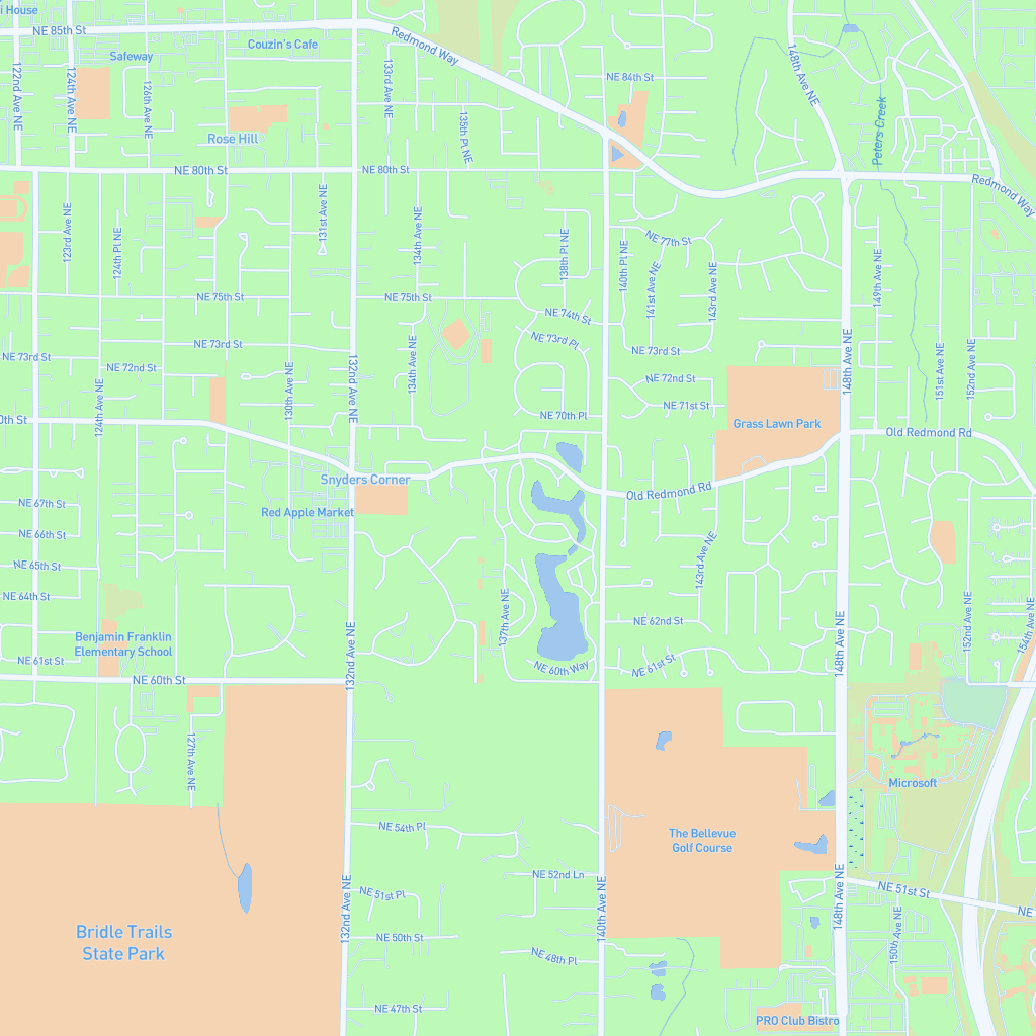 i House
NE 85th St
Couzin's Cafe
Redmond Way
Safeway
122nd Ave NE
124th Ave NE
126th Ave NE
133rd Ave NE
135th Pl NE
NE 84th St
148th Ave NE
Peters Creek
Rose Hill
NE 80th St
NE 80th St
Redmond Way
123rd Ave NE
124th Pl NE
131st Ave NE
134th Ave NE
138th Pl NE
140th Pl NE
NE 77th St
141st Ave NE
143rd Ave NE
149th Ave NE
NE 75th St
NE 75th St
NE 74th St
NE 73rd Pl
NE 73rd St
NE 73rd St
NE 73rd St
NE 72nd St
NE 72nd St
124th Ave NE
130th Ave NE
132nd Ave NE
134th Ave NE
148th Ave NE
151st Ave NE
152nd Ave NE
NE 71st St
NE 70th Pl
0th St
Grass Lawn Park
Old Redmond Rd
Snyders Corner
Old Redmond Rd
Red Apple Market
NE 67th St
NE 66th St
NE 65th St
NE 64th St
143rd Ave NE
137th Ave NE
NE 62nd St
152nd Ave NE
154th Ave NE
Benjamin Franklin
Elementary School
132nd Ave NE
148th Ave NE
NE 61st St
NE 61st St
NE 60th Way
NE 60th St
127th Ave NE
Microsoft
NE 54th Pl
The Bellevue
Golf Course
NE 52nd Ln
NE 51st Pl
NE 51st St
NE
132nd Ave NE
140th Ave NE
148th Ave NE
150th Ave NE
Bridle Trails
State Park
NE 50th St
NE 48th Pl
NE 47th St
PRO Club Bistro